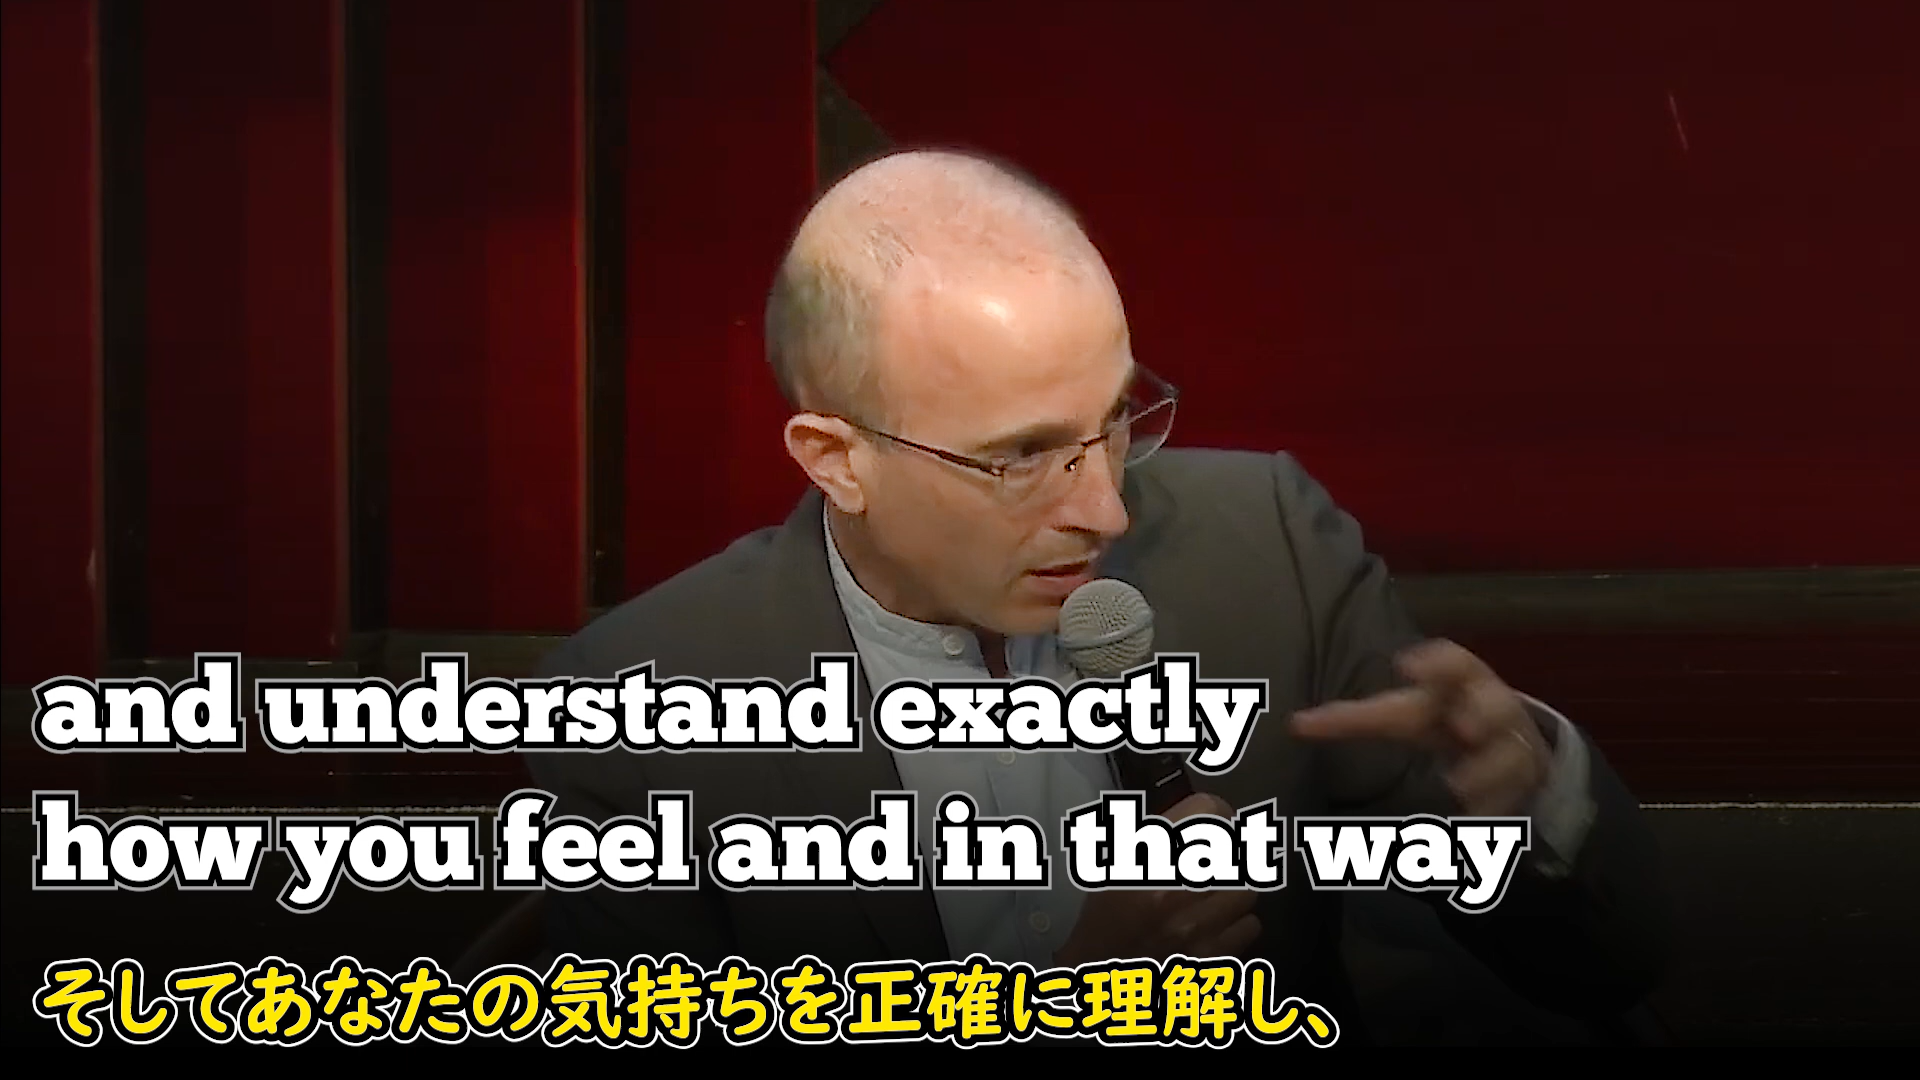 and understand exactly
how you feel and in that way
そしてあなたの気持ちを正確に理解し、